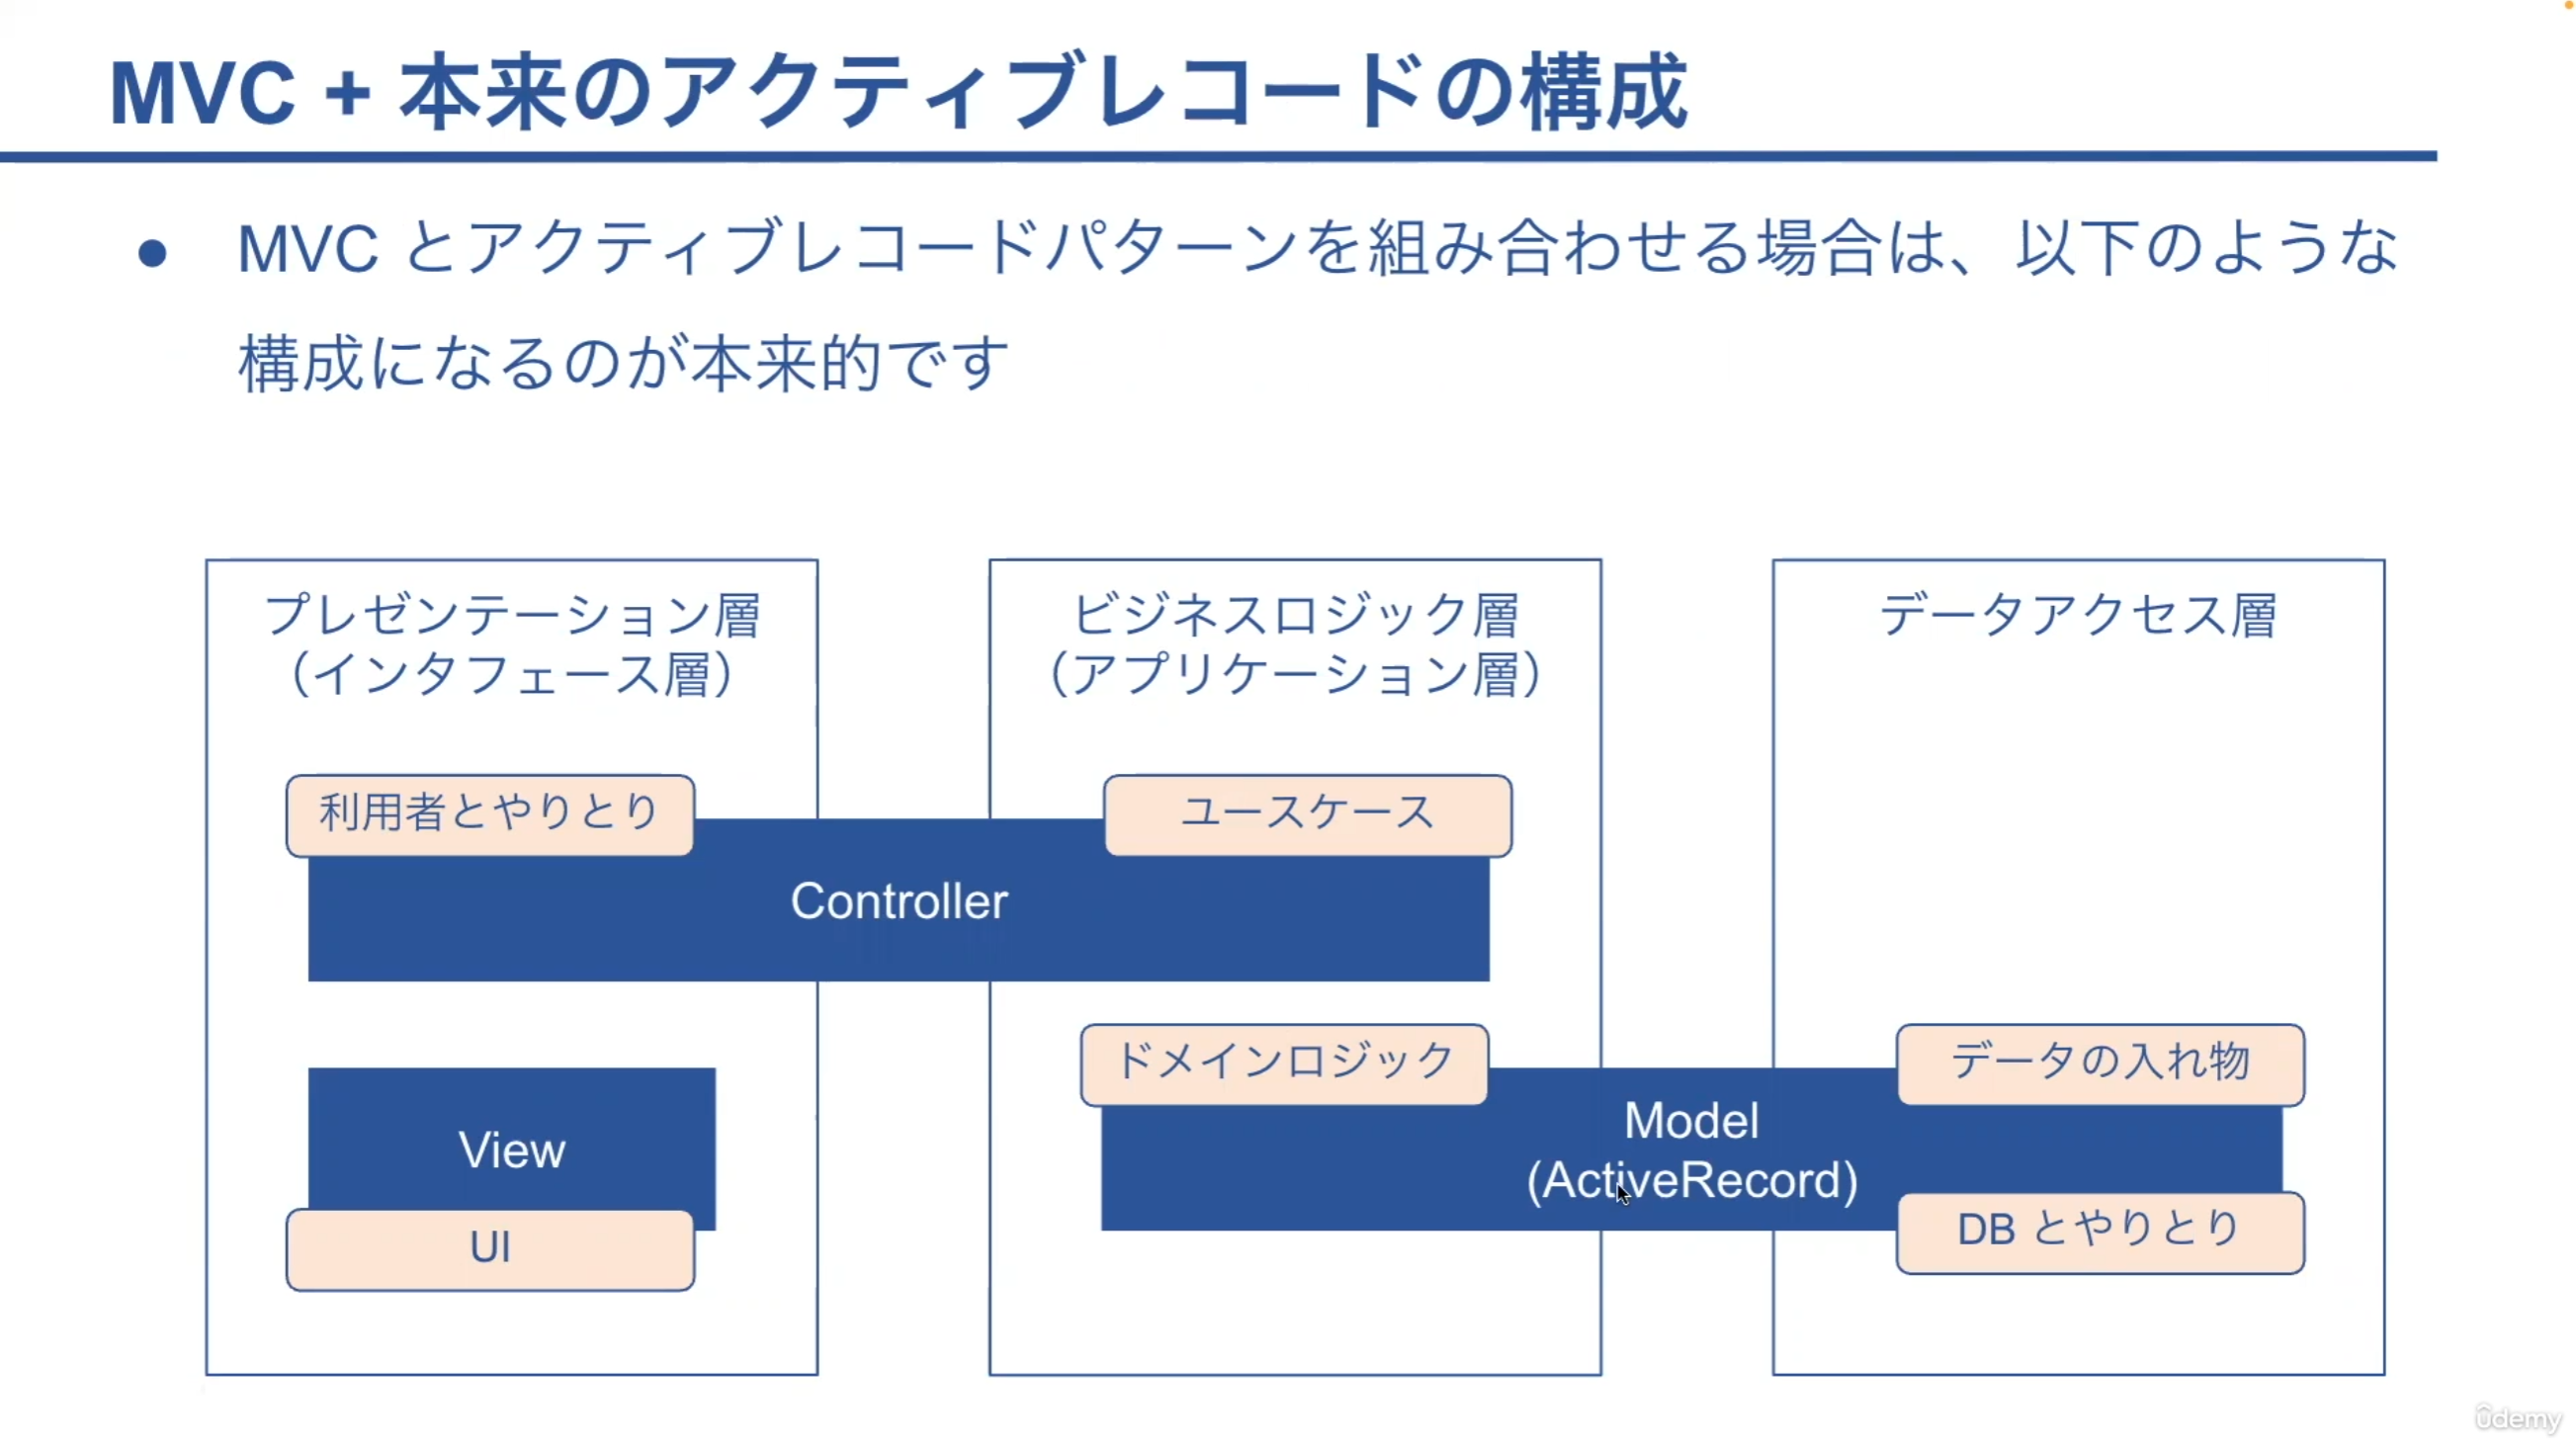 MVC + 本来のアクティブレコードの構成
● MVC とアクティブレコードパターンを組み合わせる場合は、以下のような
構成になるのが本来的です
プレゼンテーション層
（インタフェース層）
利用者とやりとり
ビジネスロジック層
（アプリケーション層）
ユースケース
データアクセス層
Controller
View
UI
ドメインロジック
Model
(ActiveRecord)
データの入れ物
DB とやりとり
ûdemy